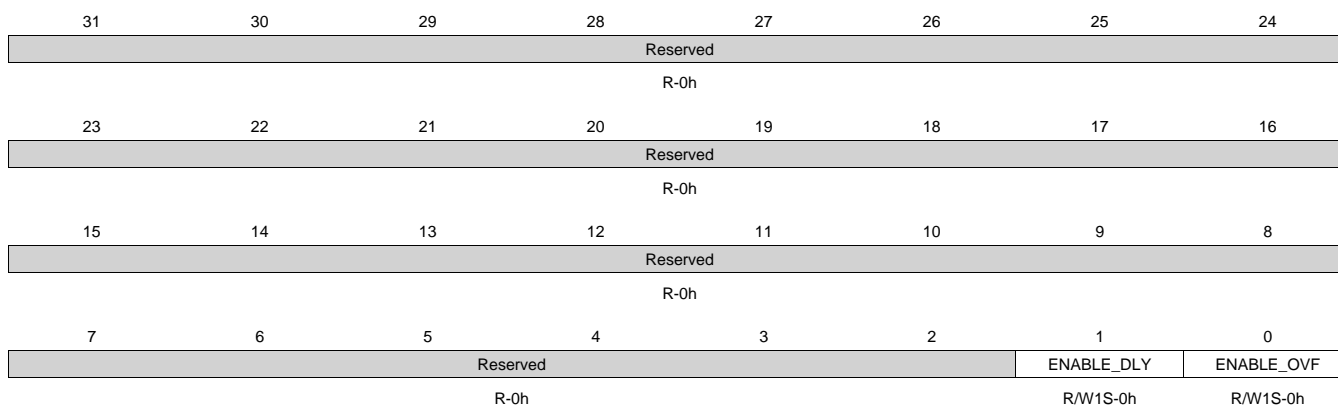 31 30 29 28 27 26 25 24
Reserved
R-0h
23 22 21 20 19 18 17 16
Reserved
R-0h
15 14 13 12 11 10 9 8
Reserved
R-0h
7 6 5 4 3 2 1 0
Reserved ENABLE_DLY ENABLE_OVF
R-0h R/W1S-0h R/W1S-0h